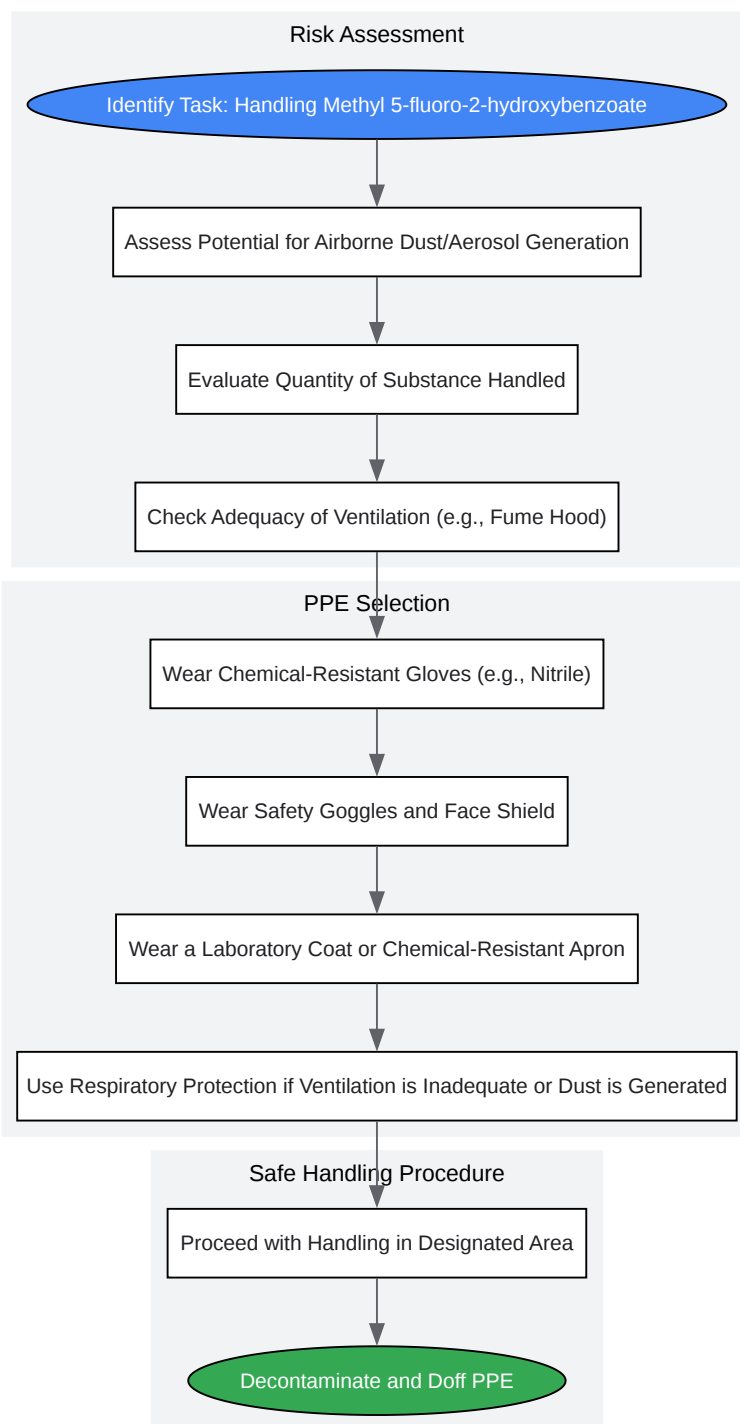 Risk Assessment
Identify Task: Handling Methyl 5-fluoro-2-hydroxybenzoate
Assess Potential for Airborne Dust/Aerosol Generation
Evaluate Quantity of Substance Handled
Check Adequacy of Ventilation (e.g., Fume Hood)
PPE Selection
Wear Chemical-Resistant Gloves (e.g., Nitrile)
Wear Safety Goggles and Face Shield
Wear a Laboratory Coat or Chemical-Resistant Apron
Use Respiratory Protection if Ventilation is Inadequate or Dust is Generated
Safe Handling Procedure
Proceed with Handling in Designated Area
Decontaminate and Doff PPE